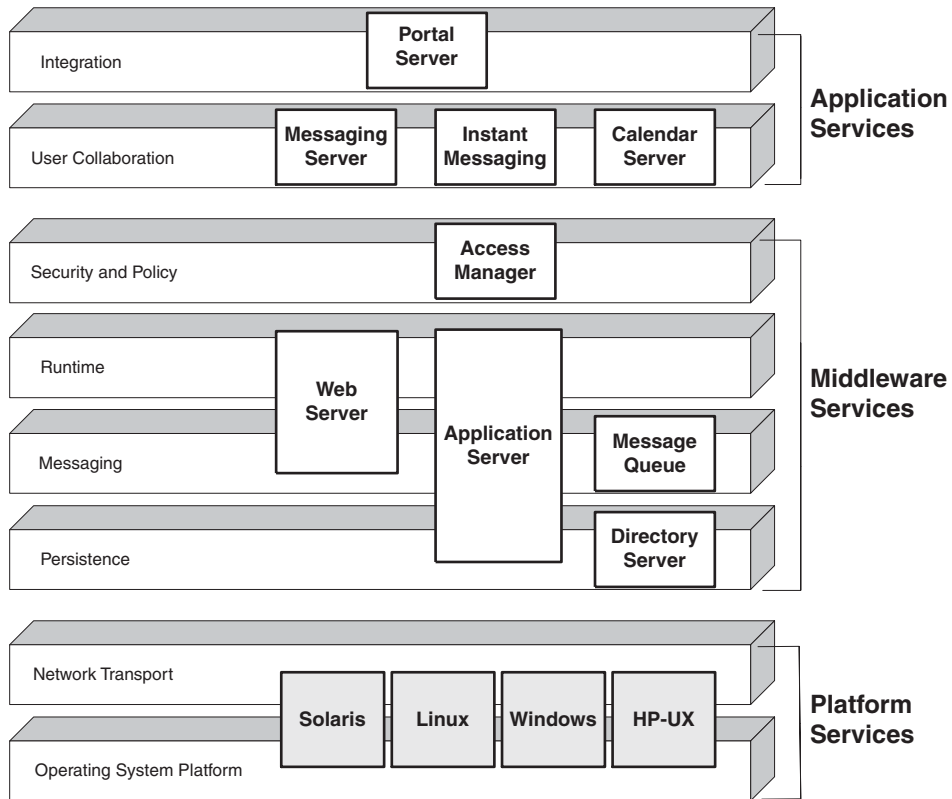 Portal
Server
Integration
Application
Services
Messaging
Server
Instant
Messaging
Calendar
Server
User Collaboration
Access
Manager
Security and Policy
Runtime
Web
Server
Middleware
Services
Application
Server
Message
Queue
Messaging
Directory
Server
Persistence
Network Transport
Solaris
Linux
Windows
HP-UX
Platform
Services
Operating System Platform